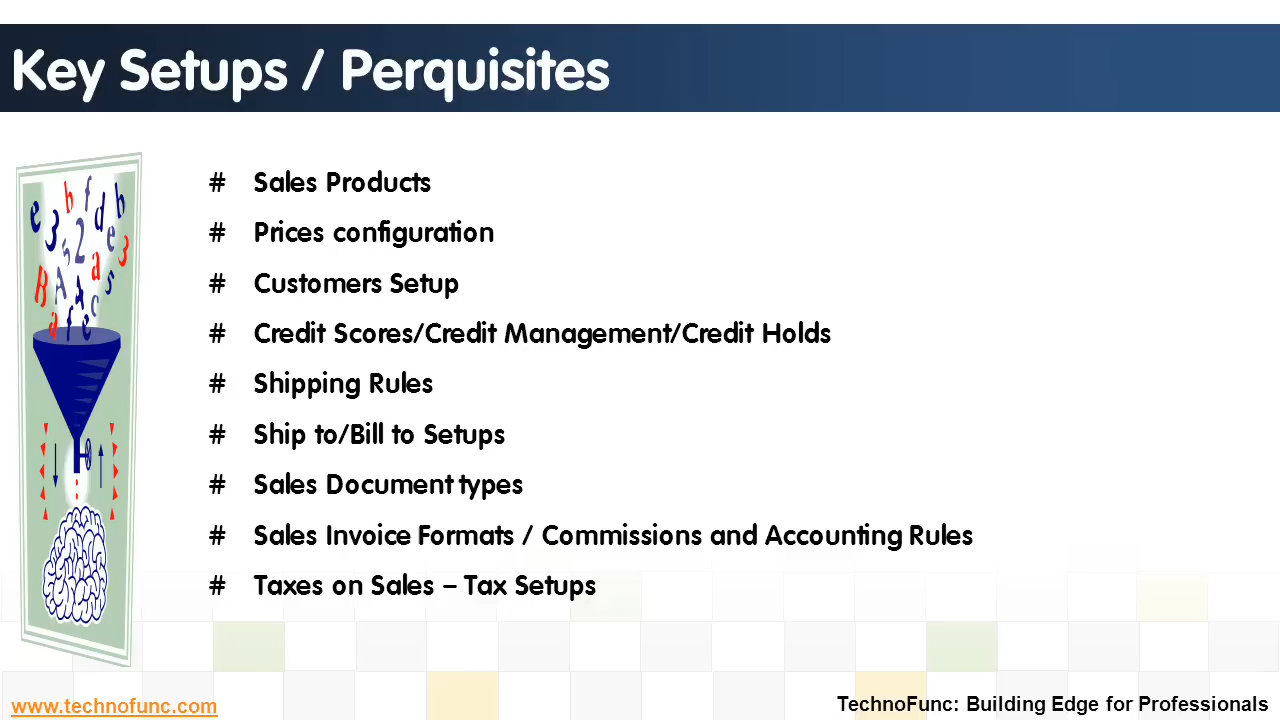 Key Setups / Perquisites
# Sales Products
# Prices configuration
# Customers Setup
# Credit Scores/Credit Management/Credit Holds
# Shipping Rules
# Ship to/Bill to Setups
# Sales Document types
# Sales Invoice Formats / Commissions and Accounting Rules
# Taxes on Sales – Tax Setups
www.technofunc.com
TechnoFunc: Building Edge for Professionals